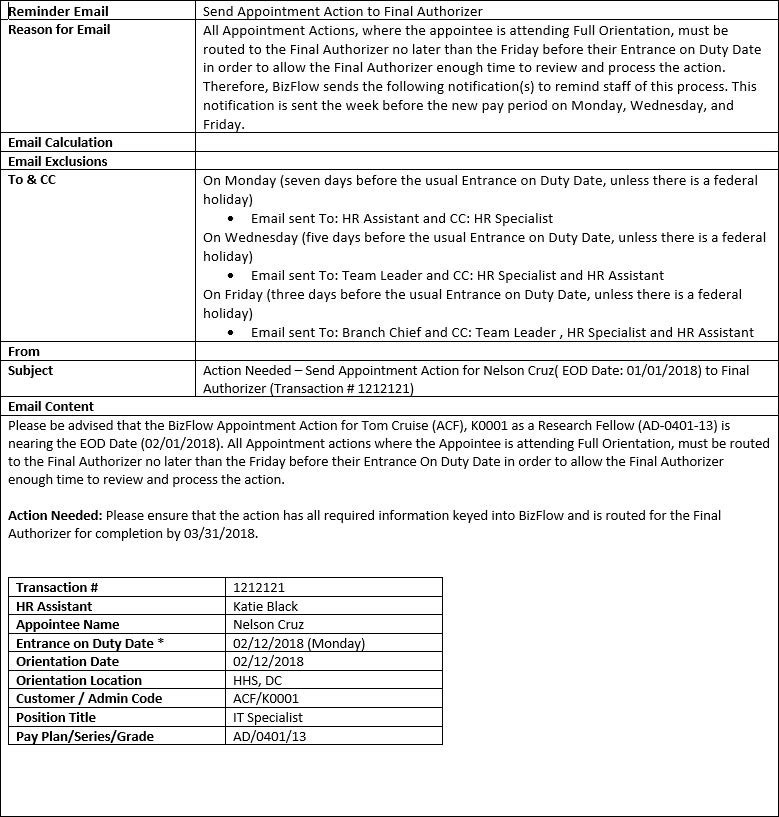 Reminder Email Send Appointment Action to Final Authorizer
Reason for Email All Appointment Actions, where the appointee is attending Full Orientation, must be
routed to the Final Authorizer no later than the Friday before their Entrance on Duty Date
in order to allow the Final Authorizer enough time to review and process the action.
Therefore, BizFlow sends the following notification(s) to remind staff of this process. This
notification is sent the week before the new pay period on Monday, Wednesday, and
Friday.
Email Calculation
Email Exclusions
To & CC On Monday (seven days before the usual Entrance on Duty Date, unless there is a federal
holiday)
• Email sent To: HR Assistant and CC: HR Specialist
On Wednesday (five days before the usual Entrance on Duty Date, unless there is a federal
holiday)
• Email sent To: Team Leader and CC: HR Specialist and HR Assistant
On Friday (three days before the usual Entrance on Duty Date, unless there is a federal
holiday)
• Email sent To: Branch Chief and CC: Team Leader , HR Specialist and HR Assistant
From
Subject Action Needed – Send Appointment Action for Nelson Cruz( EOD Date: 01/01/2018) to Final
Authorizer (Transaction # 1212121)
Email Content
Please be advised that the BizFlow Appointment Action for Tom Cruise (ACF), K0001 as a Research Fellow (AD-0401-13) is
nearing the EOD Date (02/01/2018). All Appointment actions where the Appointee is attending Full Orientation, must be routed
to the Final Authorizer no later than the Friday before their Entrance On Duty Date in order to allow the Final Authorizer
enough time to review and process the action.
Action Needed: Please ensure that the action has all required information keyed into BizFlow and is routed for the Final
Authorizer for completion by 03/31/2018.
Transaction # 1212121
HR Assistant Katie Black
Appointee Name Nelson Cruz
Entrance on Duty Date * 02/12/2018 (Monday)
Orientation Date 02/12/2018
Orientation Location HHS, DC
Customer / Admin Code ACF/K0001
Position Title IT Specialist
Pay Plan/Series/Grade AD/0401/13